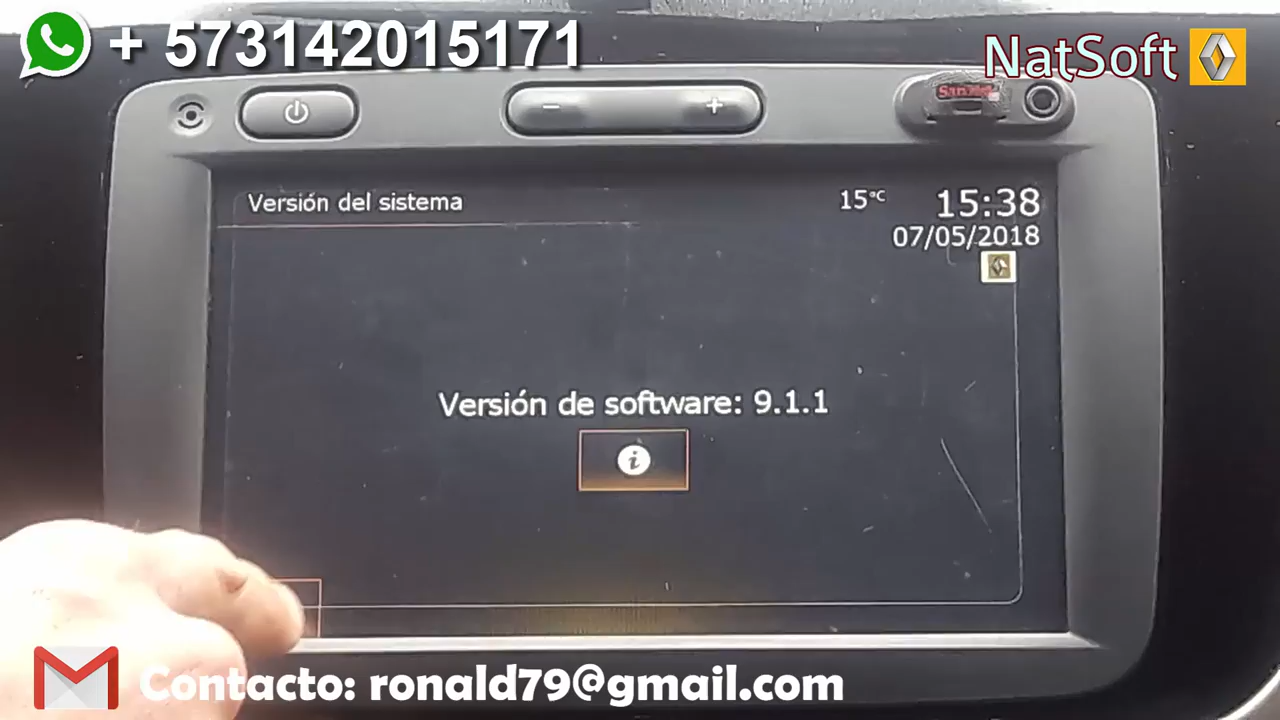 + 573142015171
NatSoft
SanDisk
Versión del sistema
15°C
15:38
07/05/2018
Versión de software: 9.1.1
Contacto: ronald79@gmail.com